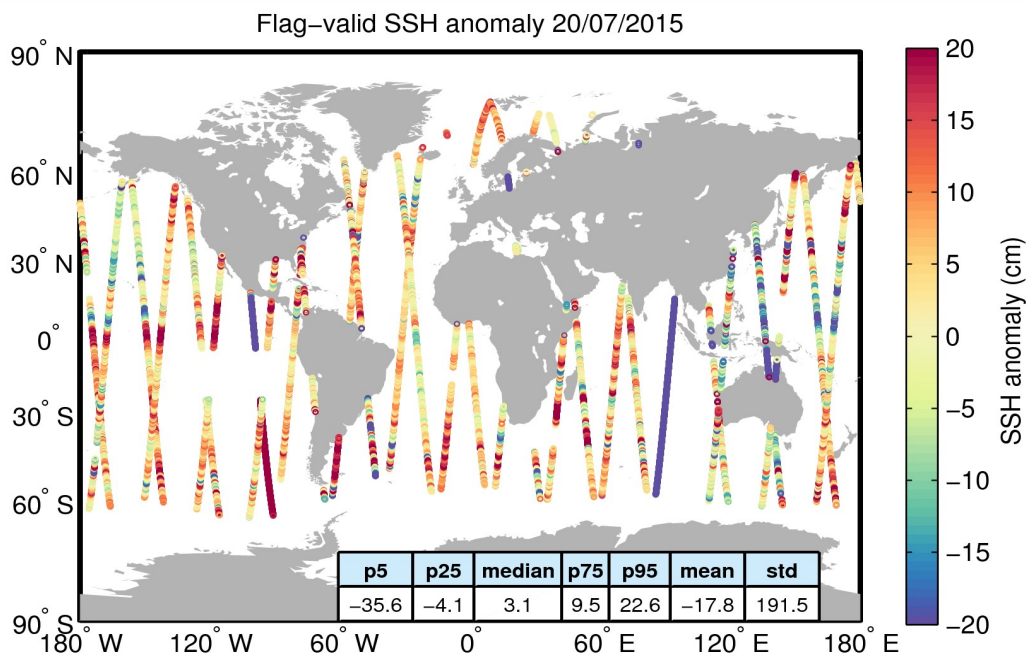 Flag−valid SSH anomaly 20/07/2015
90° N
60° N
30° N
0°
30° S
60° S
90° S
180° W
120° W
60° W
0°
60° E
120° E
180° E
p5 p25 median p75 p95 mean std
−35.6 −4.1 3.1 9.5 22.6 −17.8 191.5
20
15
10
5
0
−5
−10
−15
−20
SSH anomaly (cm)